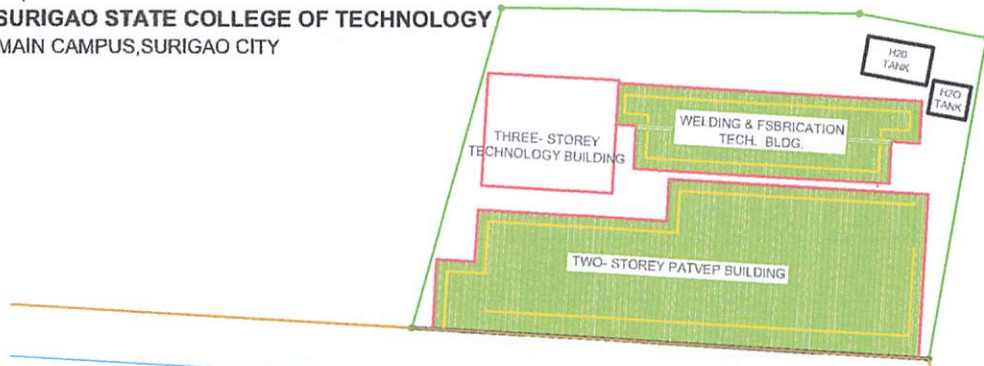 SURIGAO STATE COLLEGE OF TECHNOLOGY
MAIN CAMPUS,SURIGAO CITY
H20
TANK
H2O
TANK
WELDING & FSBRICATION
TECH. BLDG.
THREE- STOREY
TECHNOLOGY BUILDING
TWO- STOREY PATVEP BUILDING